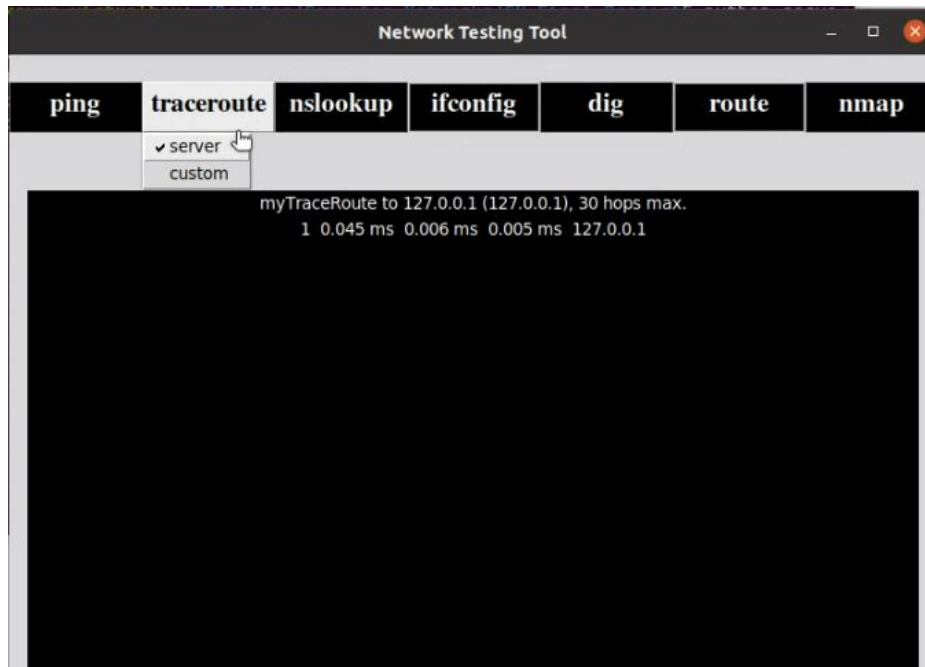 Network Testing Tool
ping traceroute nslookup ifconfig dig route nmap
server
custom
myTraceRoute to 127.0.0.1 (127.0.0.1), 30 hops max.
1 0.045 ms 0.006 ms 0.005 ms 127.0.0.1